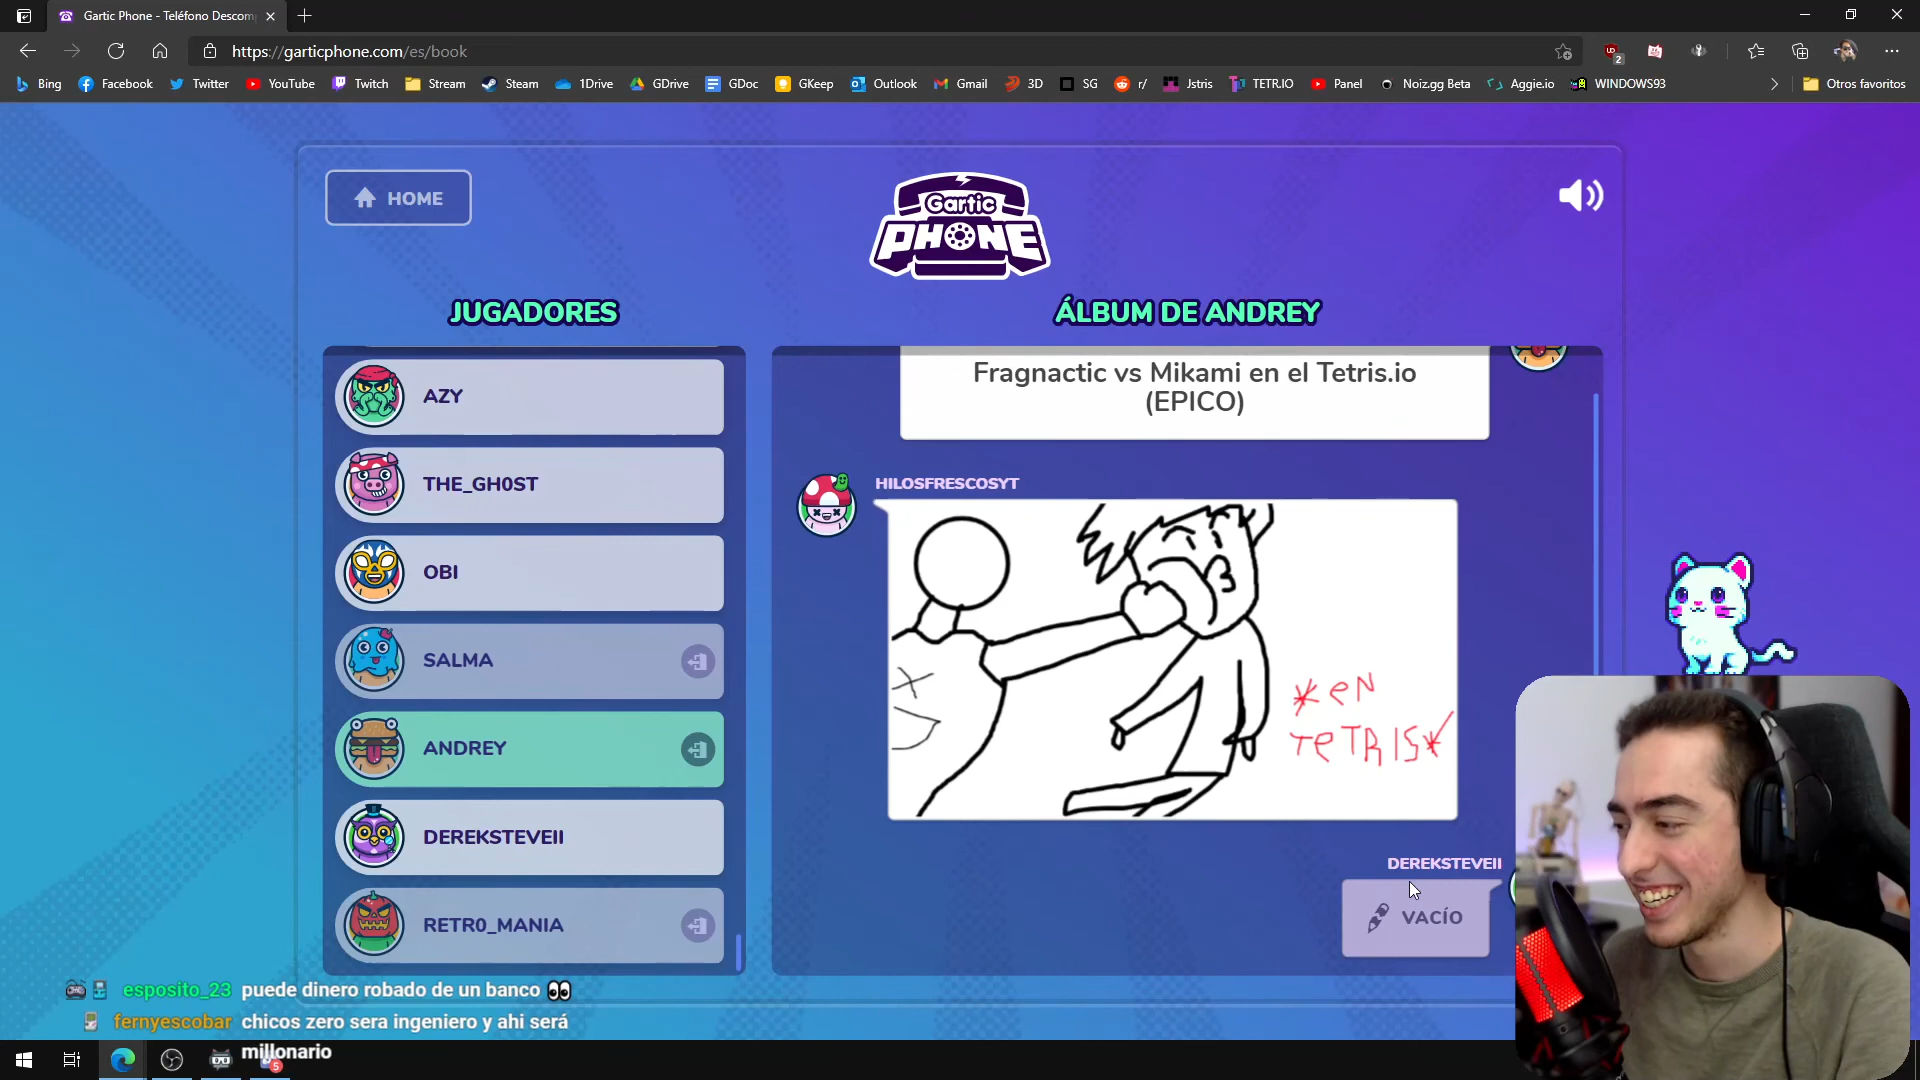 Gartic Phone - Teléfono Descom
https://garticphone.com/es/book
2
Bing
Facebook
Twitter
YouTube
Twitch
Stream
Steam
1Drive
GDrive
GDoc
GKeep
Outlook
Gmail
3D
SG
r/
Jstris
TETR.IO
Panel
Noiz.gg Beta
Aggie.io
WINDOWS93
Otros favoritos
HOME
Gartic
PHONE
JUGADORES
ÁLBUM DE ANDREY
AZY
THE_GH0ST
OBI
SALMA
ANDREY
DEREKSTEVEII
RETR0_MANIA
Fragnactic vs Mikami en el Tetris.io
(EPICO)
HILOSFRESCOSYT
*eN
TeTRIS*
DEREKSTEVEII
VACÍO
esposito_23 puede dinero robado de un banco
fernyescobar chicos zero sera ingeniero y ahi será
millonario
5